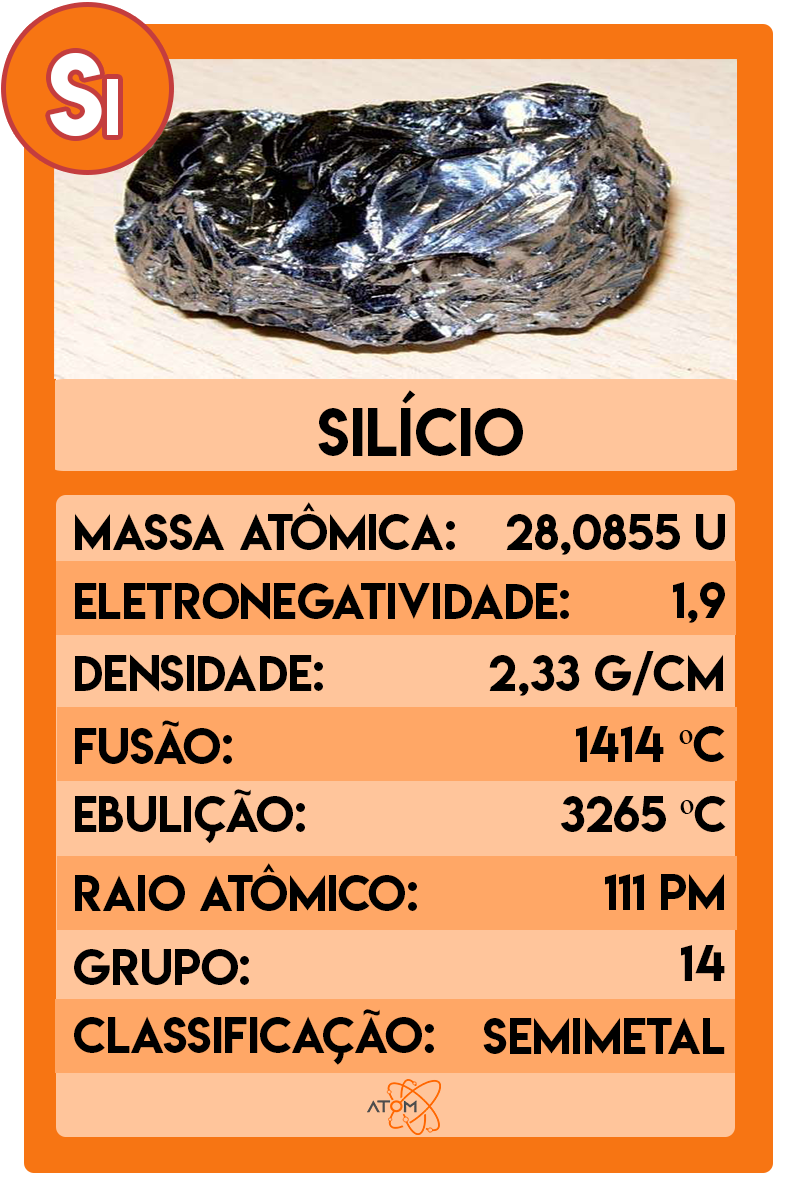 SI
SILÍCIO
MASSA ATÔMICA: 28,0855 U
ELETRONEGATIVIDADE: 1,9
DENSIDADE: 2,33 G/CM
FUSÃO: 1414 ºC
EBULIÇÃO: 3265 ºC
RAIO ATÔMICO: 111 PM
GRUPO: 14
CLASSIFICAÇÃO: SEMIMETAL
ATOM